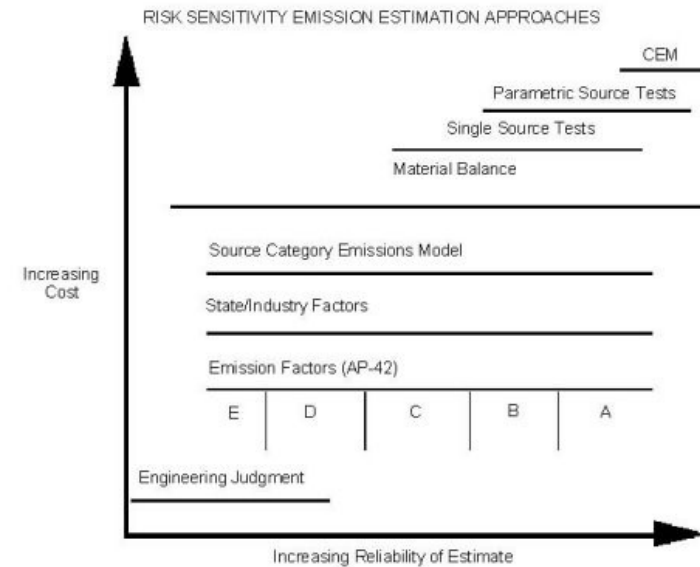 RISK SENSITIVITY EMISSION ESTIMATION APPROACHES
CEM
Parametric Source Tests
Single Source Tests
Material Balance
Source Category Emissions Model
Increasing
Cost
State/Industry Factors
Emission Factors (AP-42)
E D C B A
Engineering Judgment
Increasing Reliability of Estimate